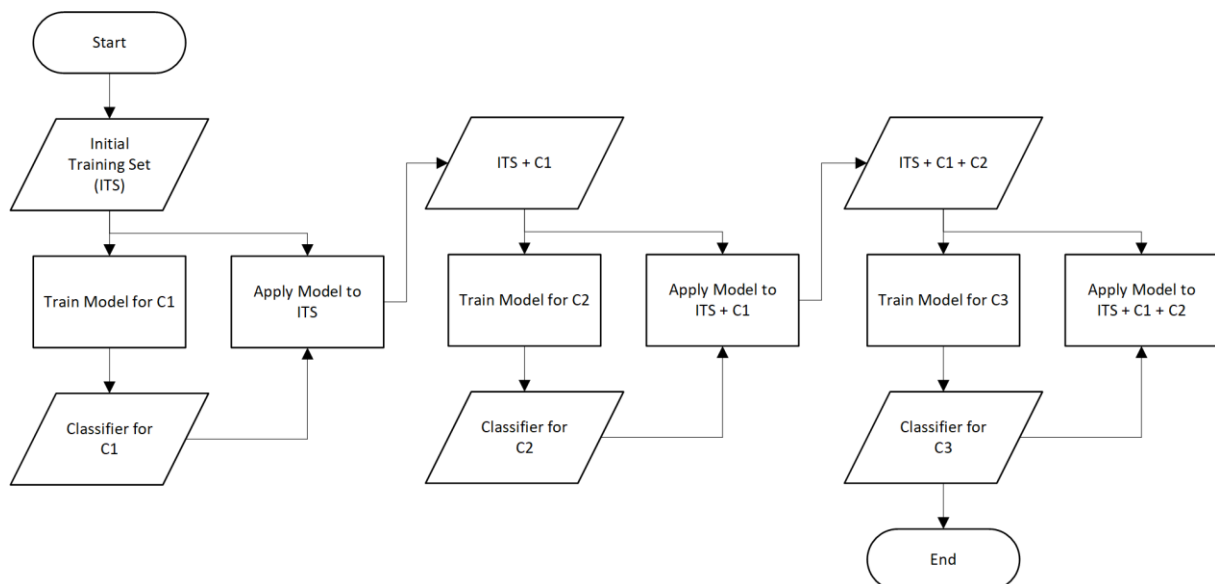 Start
Initial
Training Set
(ITS)
Train Model for C1
Apply Model to
ITS
Classifier for
C1
ITS + C1
Train Model for C2
Apply Model to
ITS + C1
Classifier for
C2
ITS + C1 + C2
Train Model for C3
Apply Model to
ITS + C1 + C2
Classifier for
C3
End